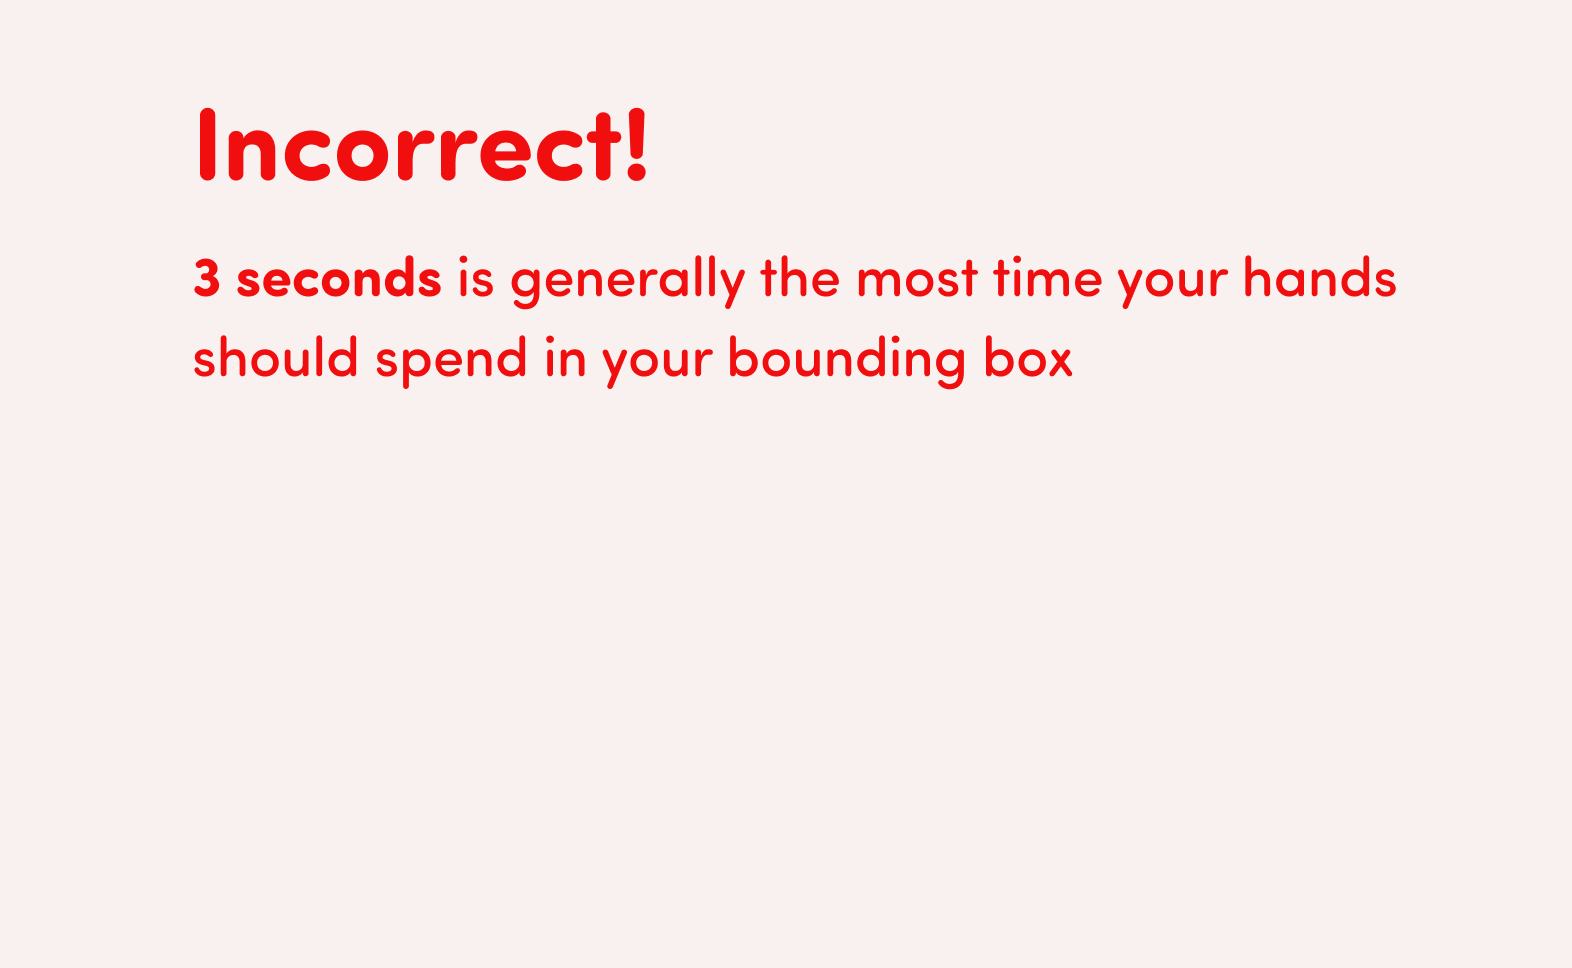 Incorrect!
3 seconds is generally the most time your hands
should spend in your bounding box